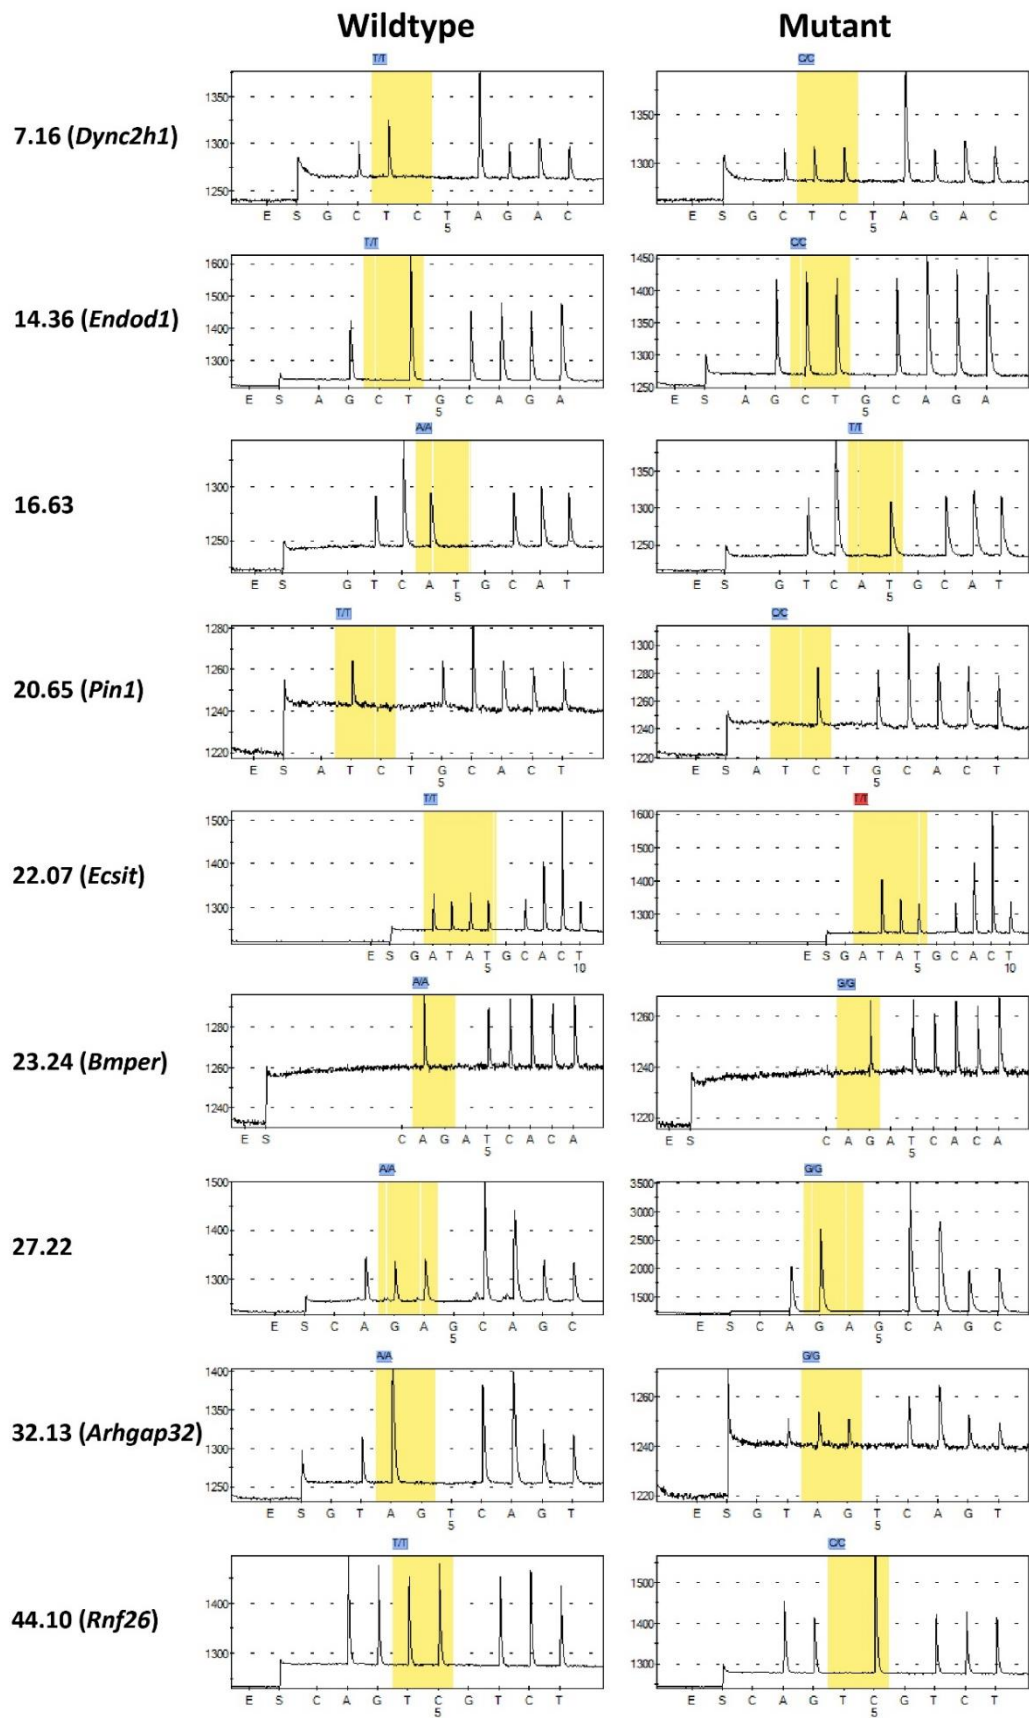 Wildtype Mutant
T/T C/C
7.16 (Dync2h1)
1350 1300 1250
1350 1300
E S G C T C T A G A C
5
E S G C T C T A G A C
5
T/T C/C
14.36 (Endod1)
1600 1500 1400 1300
1450 1400 1350 1300 1250
E S A G C T G C A G A
5
E S A G C T G C A G A
5
A/A T/T
16.63
1300 1250
1350 1300 1250
E S G T C A T G C A T
5
E S G T C A T G C A T
5
T/T C/C
20.65 (Pin1)
1280 1260 1240 1220
1300 1280 1260 1240 1220
E S A T C T G C A C T
5
E S A T C T G C A C T
5
T/T T/T
22.07 (Ecsit)
1500 1400 1300
1600 1500 1400 1300
E S G A T A T G C A C T
5 10
E S G A T A T G C A C T
5 10
A/A G/G
23.24 (Bmper)
1280 1260 1240
1260 1240 1220
E S C A G A T C A C A
5
E S C A G A T C A C A
5
A/A G/G
27.22
1500 1400 1300
3500 3000 2500 2000 1500
E S C A G A G C A G C
5
E S C A G A G C A G C
5
A/A G/G
32.13 (Arhgap32)
1400 1350 1300 1250
1260 1240 1220
E S G T A G T C A G T
5
E S G T A G T C A G T
5
T/T C/C
44.10 (Rnf26)
1400 1300
1500 1400 1300
E S C A G T C G T C T
5
E S C A G T C G T C T
5